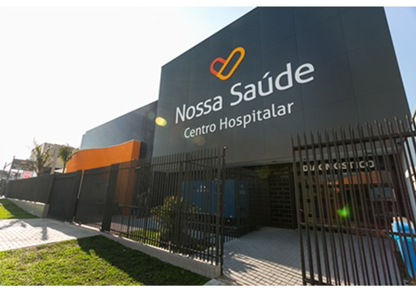 Nossa Saúde
Centro Hospitalar
DIAGNÓSTICO